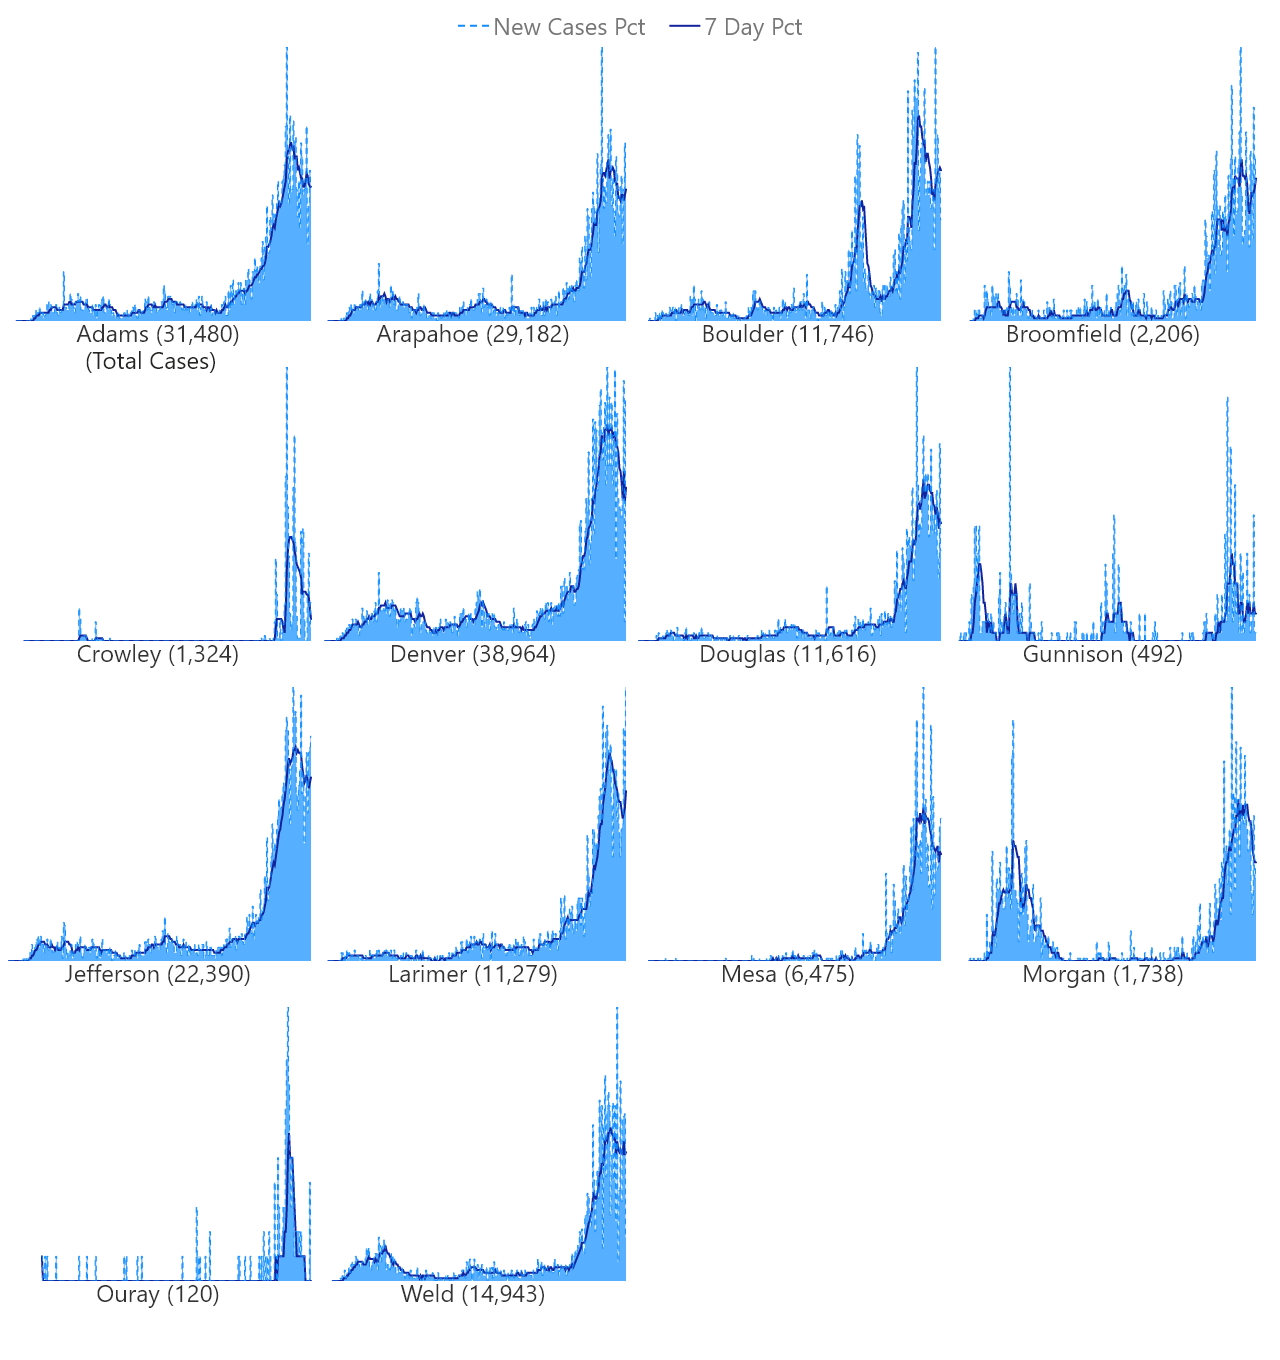 New Cases Pct 7 Day Pct
Adams (31,480) Arapahoe (29,182) Boulder (11,746) Broomfield (2,206)
(Total Cases)
Crowley (1,324) Denver (38,964) Douglas (11,616) Gunnison (492)
Jefferson (22,390) Larimer (11,279) Mesa (6,475) Morgan (1,738)
Ouray (120) Weld (14,943)